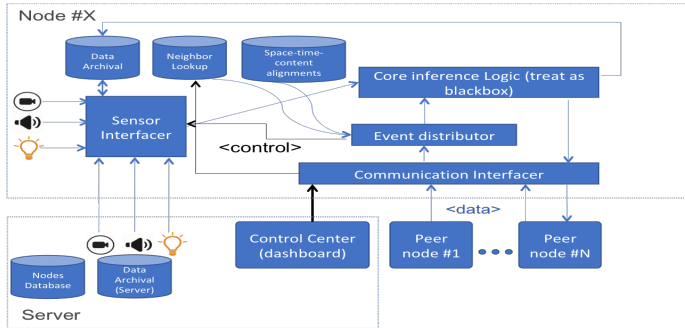 Node #X
Data
Archival
Neighbor
Lookup
Space-time-
content
alignments
Core inference Logic (treat as
blackbox)
Sensor
Interfacer
Event distributor
<control>
Communication Interfacer
<data>
Control Center
(dashboard)
Peer
node #1
Peer
node #N
Nodes
Database
Data
Archival
(Server)
Server